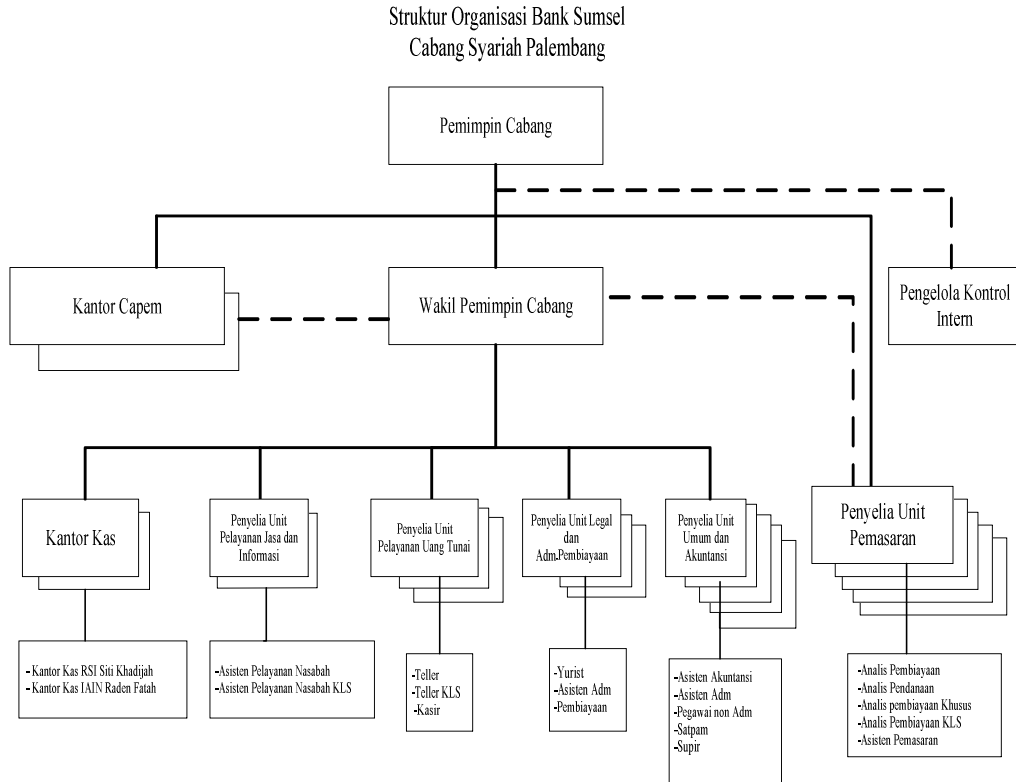 Struktur Organisasi Bank Sumsel
Cabang Syariah Palembang
Pemimpin Cabang
Kantor Capem
Wakil Pemimpin Cabang
Pengelola Kontrol
Intern
Kantor Kas
Penyelia Unit
Pelayanan Jasa dan
Informasi
Penyelia Unit
Pelayanan Uang Tunai
Penyelia Unit Legal
dan
Adm-Pembiayaan
Penyelia Unit
Umum dan
Akuntansi
Penyelia Unit
Pemasaran
-Kantor Kas RSI Siti Khadijah
-Kantor Kas IAIN Raden Fatah
-Asisten Pelayanan Nasabah
-Asisten Pelayanan Nasabah KLS
-Teller
-Teller KLS
-Kasir
-Yurist
-Asisten Adm
-Pembiayaan
-Asisten Akuntansi
-Asisten Adm
-Pegawai non Adm
-Satpam
-Supir
-Analis Pembiayaan
-Analis Pendanaan
-Analis pembiayaan Khusus
-Analis Pembiayaan KLS
-Asisten Pemasaran